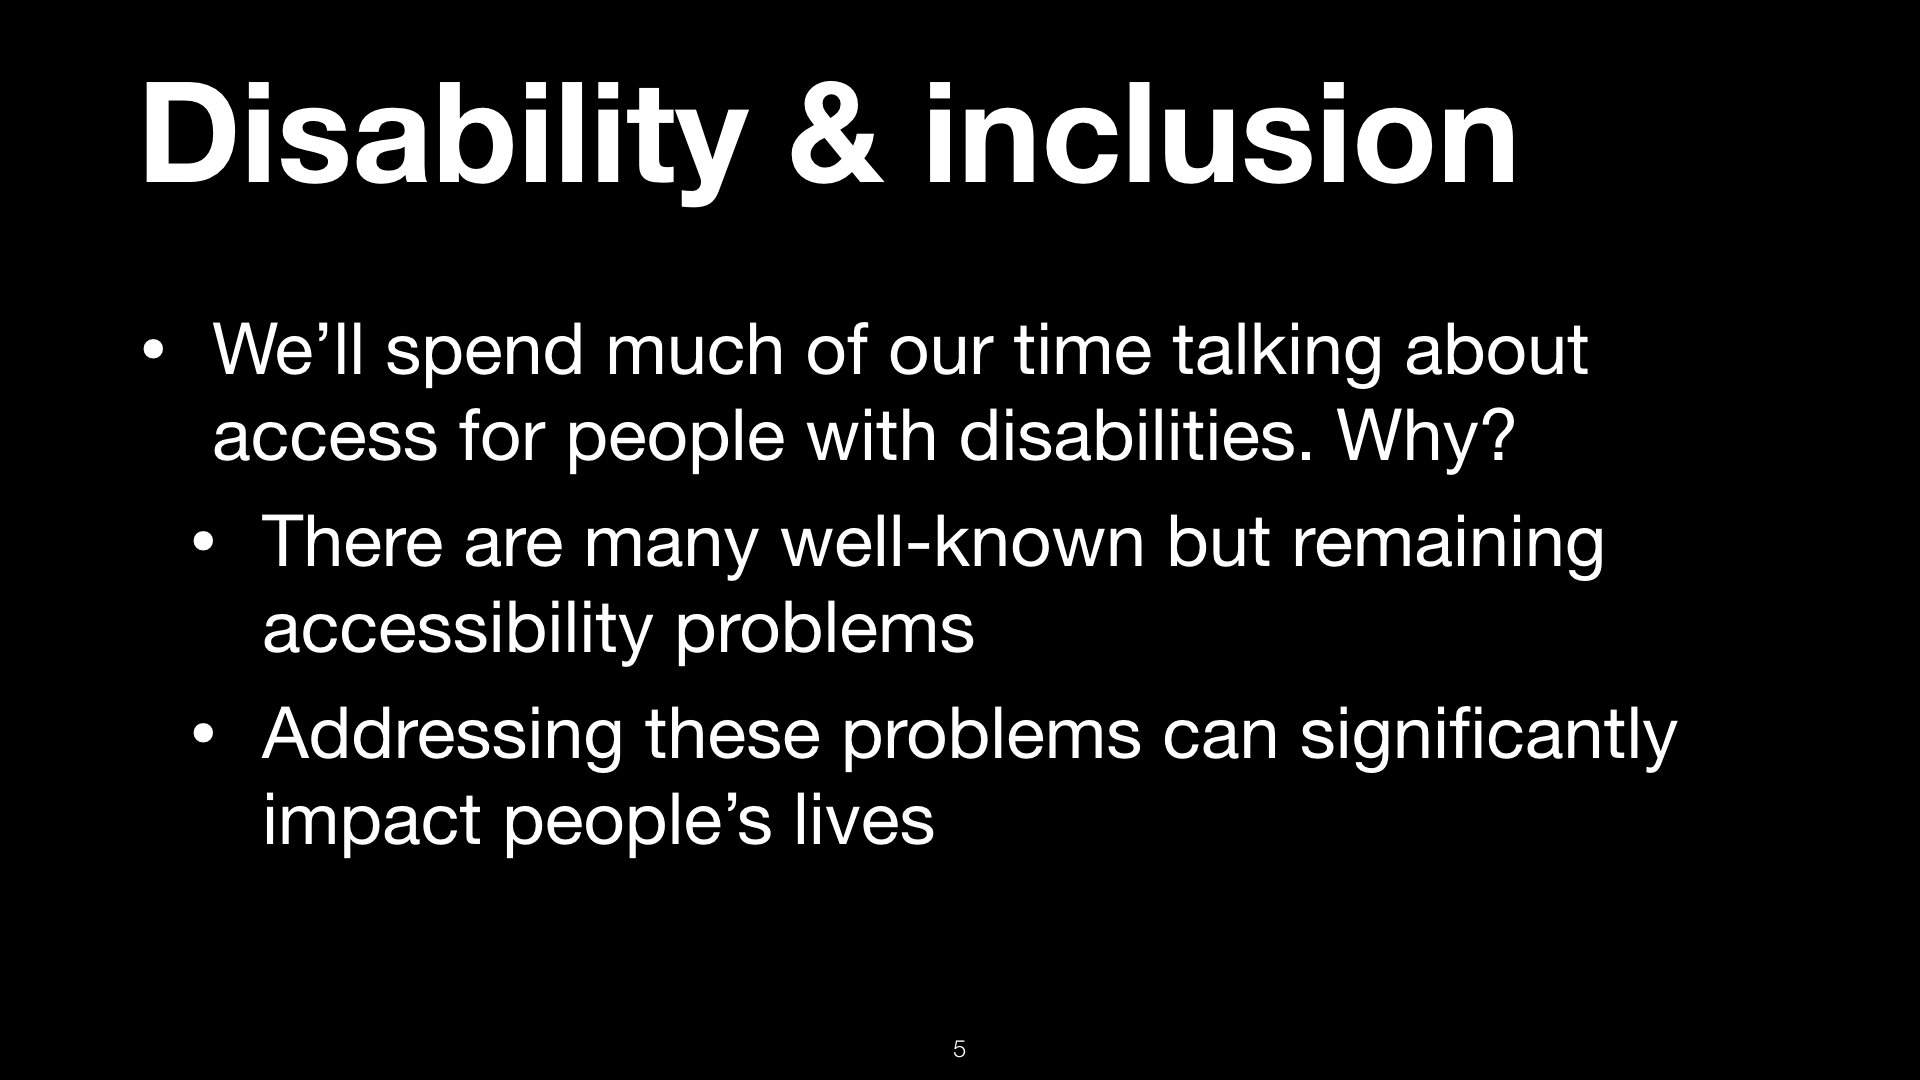 Disability & inclusion
• We’ll spend much of our time talking about
access for people with disabilities. Why?
• There are many well-known but remaining
accessibility problems
• Addressing these problems can significantly
impact people’s lives
5